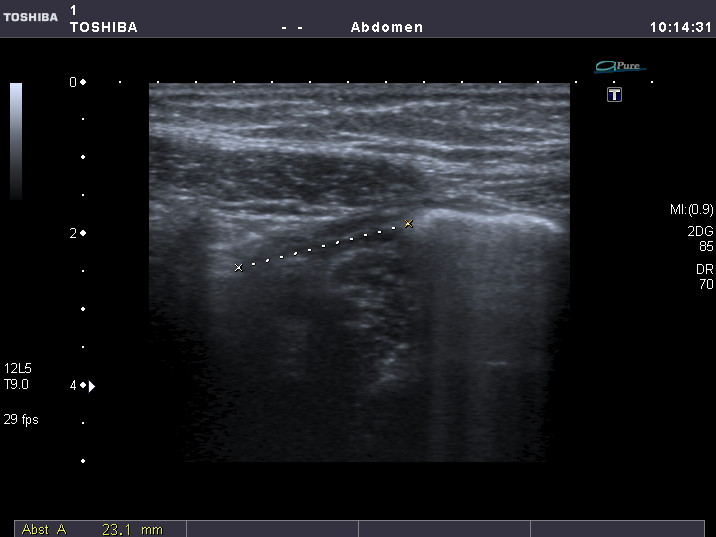 TOSHIBA
1
TOSHIBA - - Abdomen 10:14:31
Pure
T
0
2
4
MI:(0.9)
2DG
85
DR
70
12L5
T9.0
29 fps
Abst A 23.1 mm